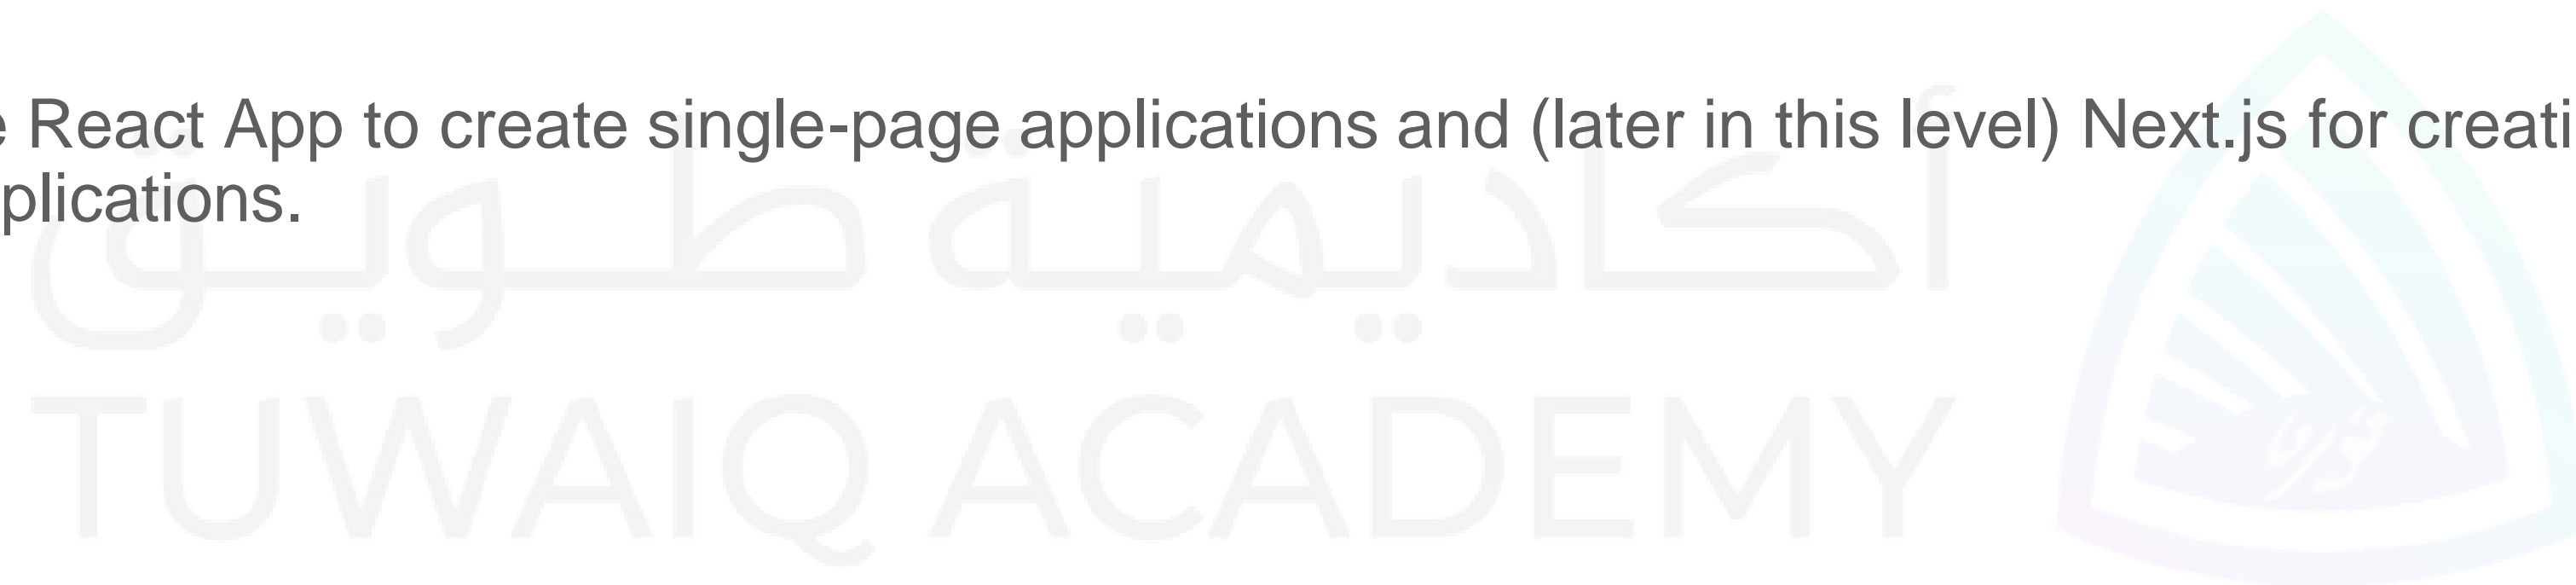 e React App to create single-page applications and (later in this level) Next.js for creati
plications.
أكاديمية طويق
TUWAIQ ACADEMY